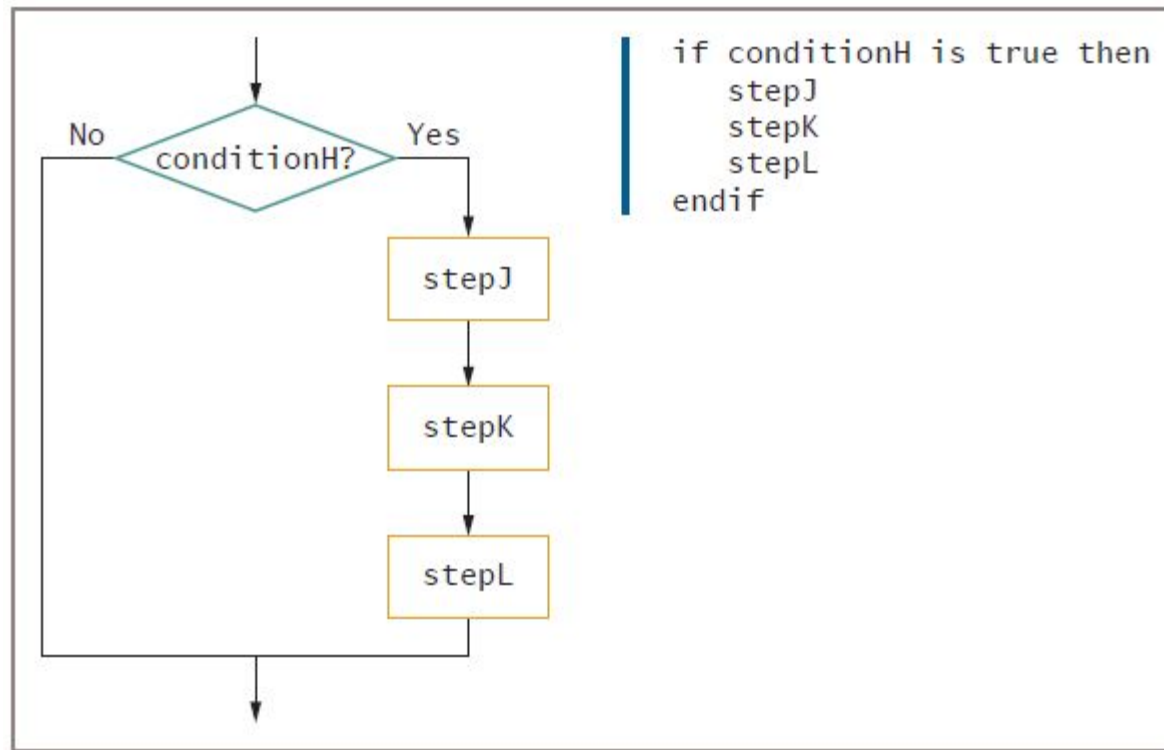 No
Yes
conditionH?
stepJ
stepK
stepL
if conditionH is true then
   stepJ
   stepK
   stepL
endif